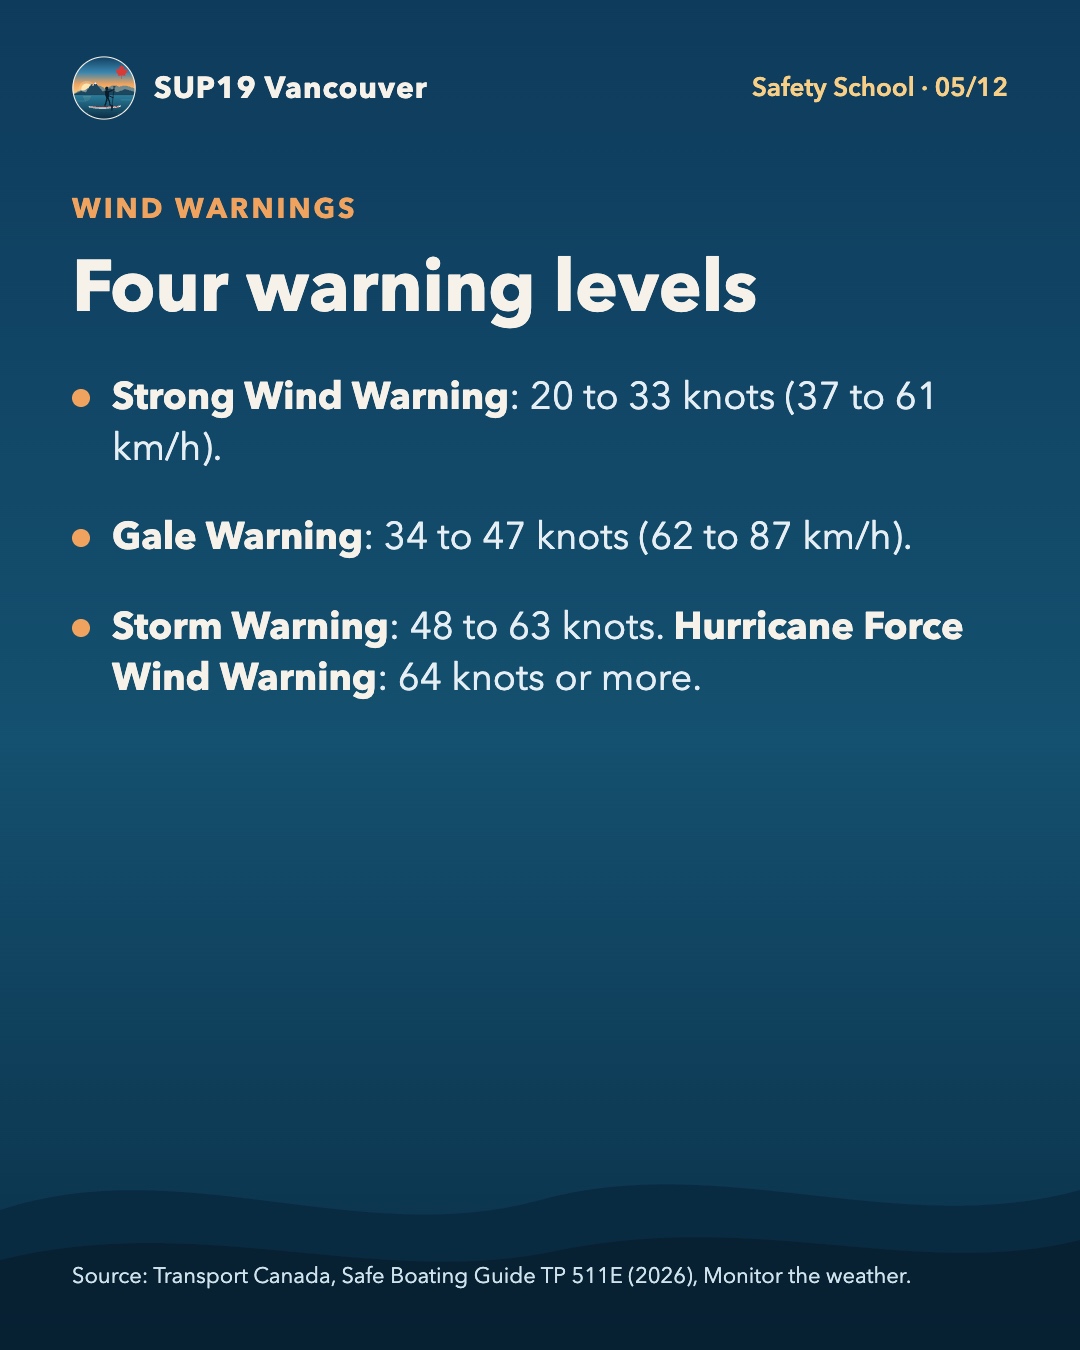 SUP19 Vancouver
Safety School · 05/12
WIND WARNINGS
Four warning levels
Strong Wind Warning: 20 to 33 knots (37 to 61
km/h).
Gale Warning: 34 to 47 knots (62 to 87 km/h).
Storm Warning: 48 to 63 knots. Hurricane Force
Wind Warning: 64 knots or more.
Source: Transport Canada, Safe Boating Guide TP 511E (2026), Monitor the weather.